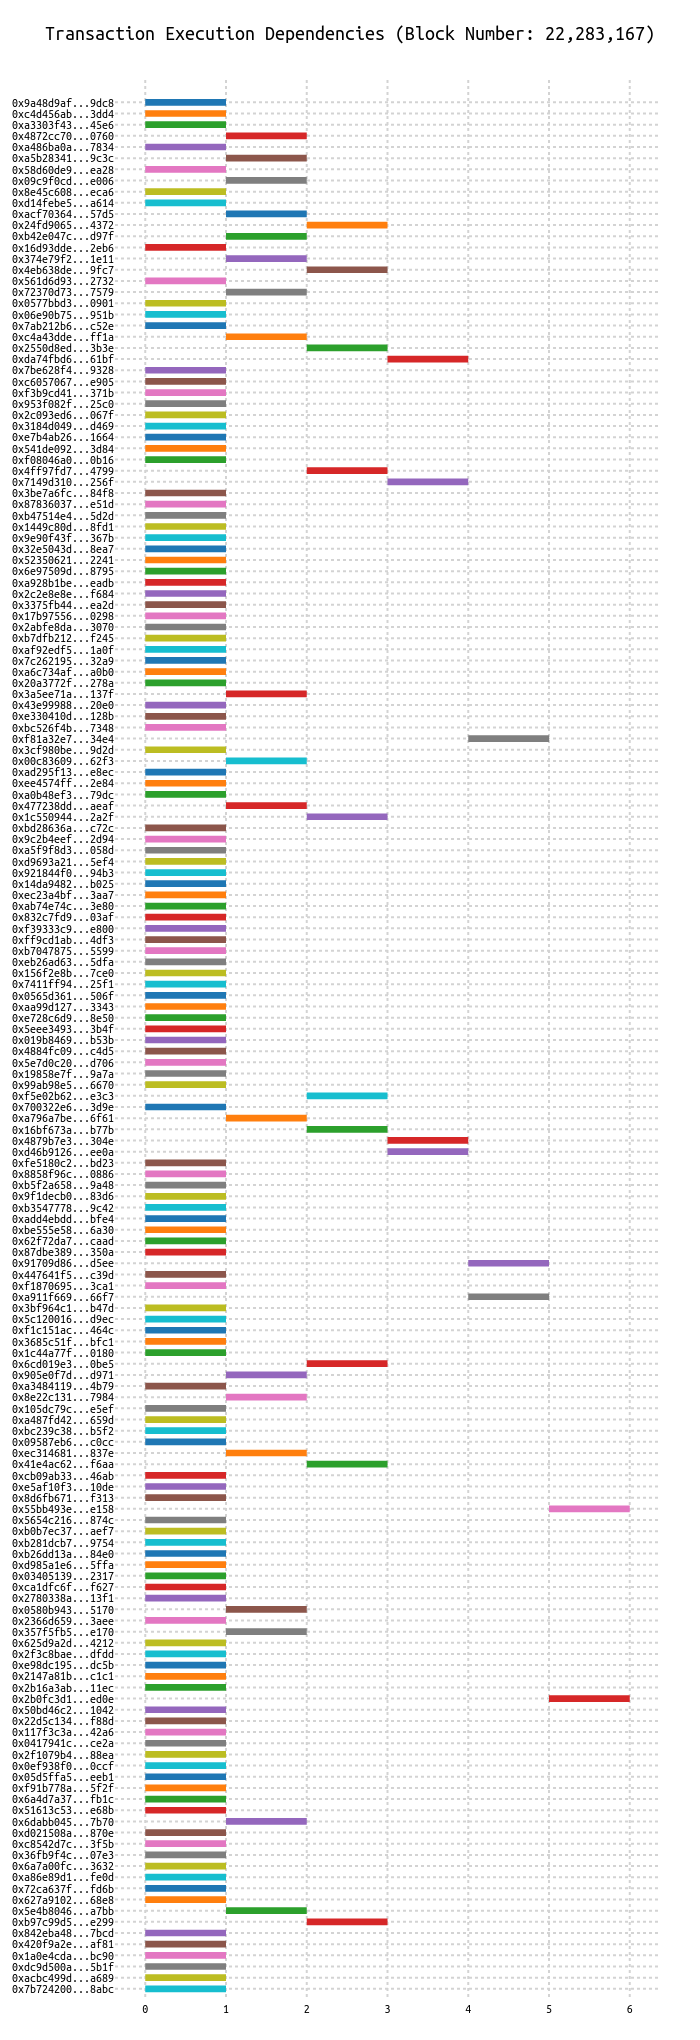 Transaction Execution Dependencies (Block Number: 22,283,167)
0x9a48d9af...9dc8
0xc4d456ab...3dd4
0xa3303f43...45e6
0x4872cc70...0760
0xa486ba0a...7834
0xa5b28341...9c3c
0x58d60de9...ea28
0x09c9f0cd...e006
0x8e45c608...eca6
0xd14febe5...a614
0xacf70364...57d5
0x24fd9065...4372
0xb42e047c...d97f
0x16d93dde...2eb6
0x374e79f2...1e11
0x4eb638de...9fc7
0x561d6d93...2732
0x72370d73...7579
0x0577bbd3...0901
0x06e90b75...951b
0x7ab212b6...c52e
0xc4a43dde...ff1a
0x2550d8ed...3b3e
0xda74fbd6...61bf
0x7be628f4...9328
0xc6057067...e905
0xf3b9cd41...371b
0x953f082f...25c0
0x2c093ed6...067f
0x3184d049...d469
0xe7b4ab26...1664
0x541de092...3d84
0xf08046a0...0b16
0x4ff97fd7...4799
0x7149d310...256f
0x3be7a6fc...84f8
0x87836037...e51d
0xb47514e4...5d2d
0x1449c80d...8fd1
0x9e90f43f...367b
0x32e5043d...8ea7
0x52350621...2241
0x6e97509d...8795
0xa928b1be...eadb
0x2c2e8e8e...f684
0x3375fb44...ea2d
0x17b97556...0298
0x2abfe8da...3070
0xb7dfb212...f245
0xaf92edf5...1a0f
0x7c262195...32a9
0xa6c734af...a0b0
0x20a3772f...278a
0x3a5ee71a...137f
0x43e99988...20e0
0xe330410d...128b
0xbc526f4b...7348
0xf81a32e7...34e4
0x3cf980be...9d2d
0x00c83609...62f3
0xad295f13...e8ec
0xee4574ff...2e84
0xa0b48ef3...79dc
0x477238dd...aeaf
0x1c550944...2a2f
0xbd28636a...c72c
0x9c2b4eef...2d94
0xa5f9f8d3...058d
0xd9693a21...5ef4
0x921844f0...94b3
0x14da9482...b025
0xec23a4bf...3aa7
0xab74e74c...3e80
0x832c7fd9...03af
0xf39333c9...e800
0xff9cd1ab...4df3
0xb7047875...5599
0xeb26ad63...5dfa
0x156f2e8b...7ce0
0x7411ff94...25f1
0x0565d361...506f
0xaa99d127...3343
0xe728c6d9...8e50
0x5eee3493...3b4f
0x019b8469...b53b
0x4884fc09...c4d5
0x5e7d0c20...d706
0x19858e7f...9a7a
0x99ab98e5...6670
0xf5e02b62...e3c3
0x700322e6...3d9e
0xa796a7be...6f61
0x16bf673a...b77b
0x4879b7e3...304e
0xd46b9126...ee0a
0xfe5180c2...bd23
0x8858f96c...0886
0xb5f2a658...9a48
0x9f1decb0...83d6
0xb3547778...9c42
0xadd4ebdd...bfe4
0xbe555e58...6a30
0x62f72da7...caad
0x87dbe389...350a
0x91709d86...d5ee
0x447641f5...c39d
0xf1870695...3ca1
0xa911f669...66f7
0x3bf964c1...b47d
0x5c120016...d9ec
0xf1c151ac...464c
0x3685c51f...bfc1
0x1c44a77f...0180
0x6cd019e3...0be5
0x905e0f7d...d971
0xa3484119...4b79
0x8e22c131...7984
0x105dc79c...e5ef
0xa487fd42...659d
0xbc239c38...b5f2
0x09587eb6...c0cc
0xec314681...837e
0x41e4ac62...f6aa
0xcb09ab33...46ab
0xe5af10f3...10de
0x8d6fb671...f313
0x55bb493e...e158
0x5654c216...874c
0xb0b7ec37...aef7
0xb281dcb7...9754
0xb26dd13a...84e0
0xd985a1e6...5ffa
0x03405139...2317
0xca1dfc6f...f627
0x2780338a...13f1
0x0580b943...5170
0x2366d659...3aee
0x357f5fb5...e170
0x625d9a2d...4212
0x2f3c8bae...dfdd
0xe98dc195...dc5b
0x2147a81b...c1c1
0x2b16a3ab...11ec
0x2b0fc3d1...ed0e
0x50bd46c2...1042
0x22d5c134...f88d
0x117f3c3a...42a6
0x0417941c...ce2a
0x2f1079b4...88ea
0x0ef938f0...0ccf
0x05d5ffa5...eeb1
0xf91b778a...5f2f
0x6a4d7a37...fb1c
0x51613c53...e68b
0x6dabb045...7b70
0xd021508a...870e
0xc8542d7c...3f5b
0x36fb9f4c...07e3
0x6a7a00fc...3632
0xa86e89d1...fe0d
0x72ca637f...fd6b
0x627a9102...68e8
0x5e4b8046...a7bb
0xb97c99d5...e299
0x842eba48...7bcd
0x420f9a2e...af81
0x1a0e4cda...bc90
0xdc9d500a...5b1f
0xacbc499d...a689
0x7b724200...8abc
0 1 2 3 4 5 6